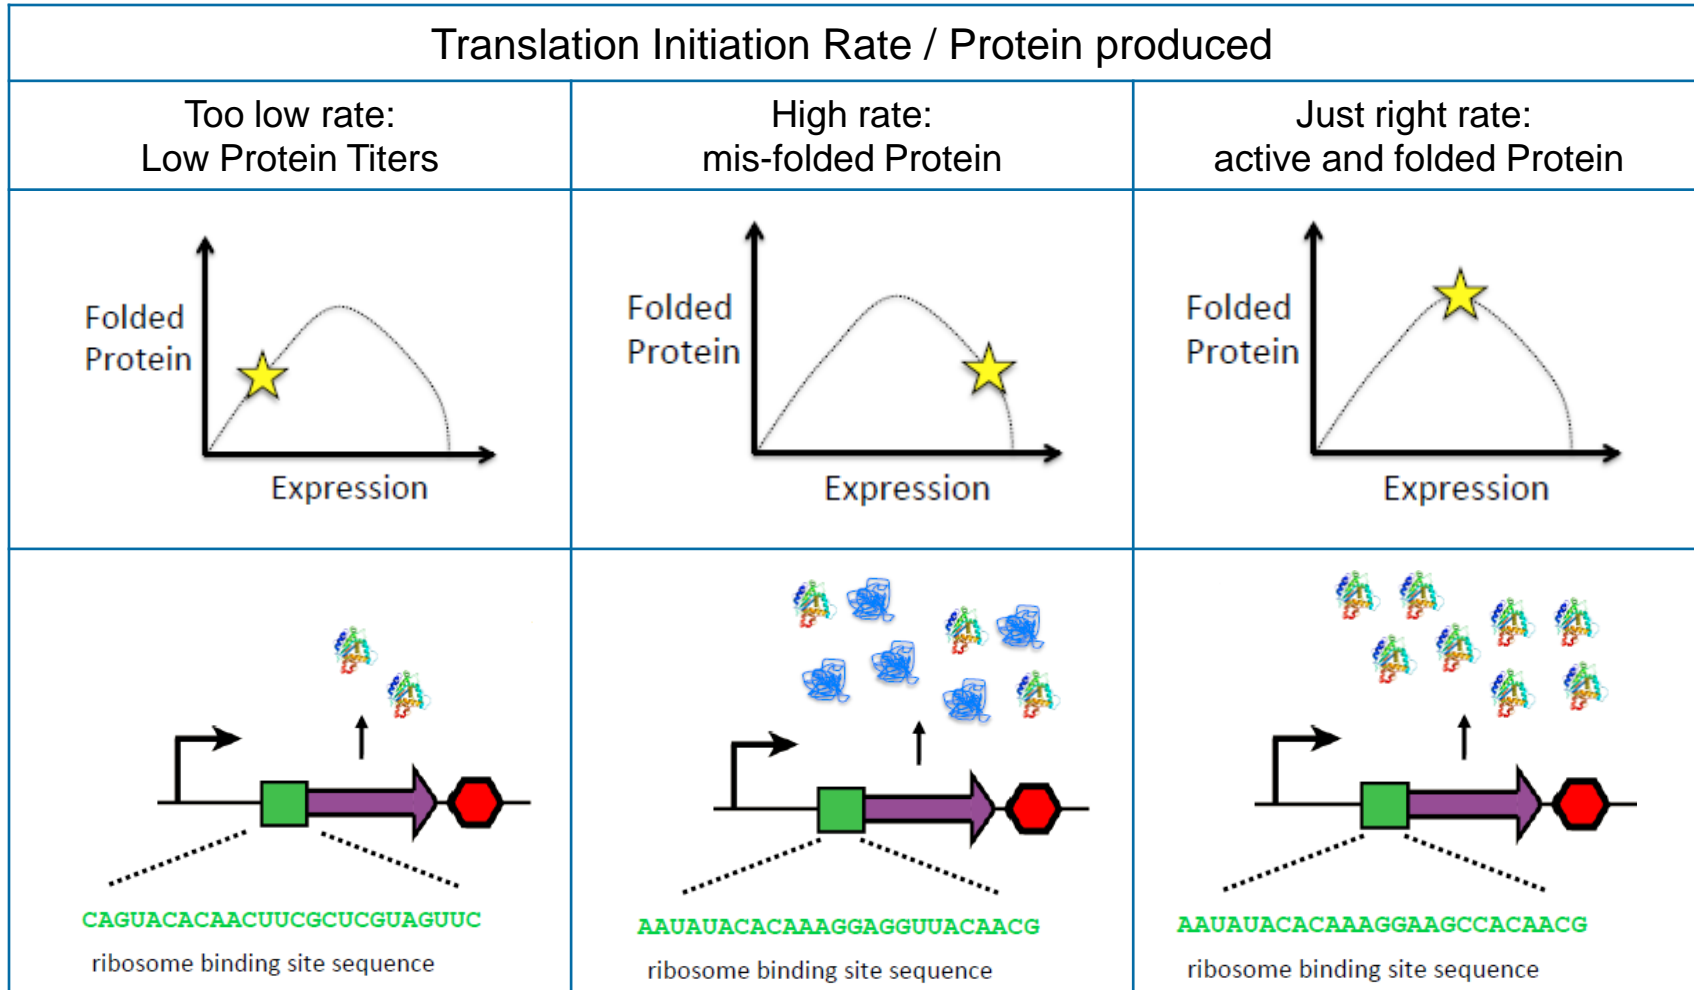 Translation Initiation Rate / Protein produced
Too low rate:
Low Protein Titers
High rate:
mis-folded Protein
Just right rate:
active and folded Protein
Folded
Protein
Expression
Folded
Protein
Expression
Folded
Protein
Expression
CAGUACACAACUUCGCUCGUAGUUC
ribosome binding site sequence
AAUAUACACAAAGGAGGUUACAACG
ribosome binding site sequence
AAUAUACACAAAGGAAGCCACAACG
ribosome binding site sequence